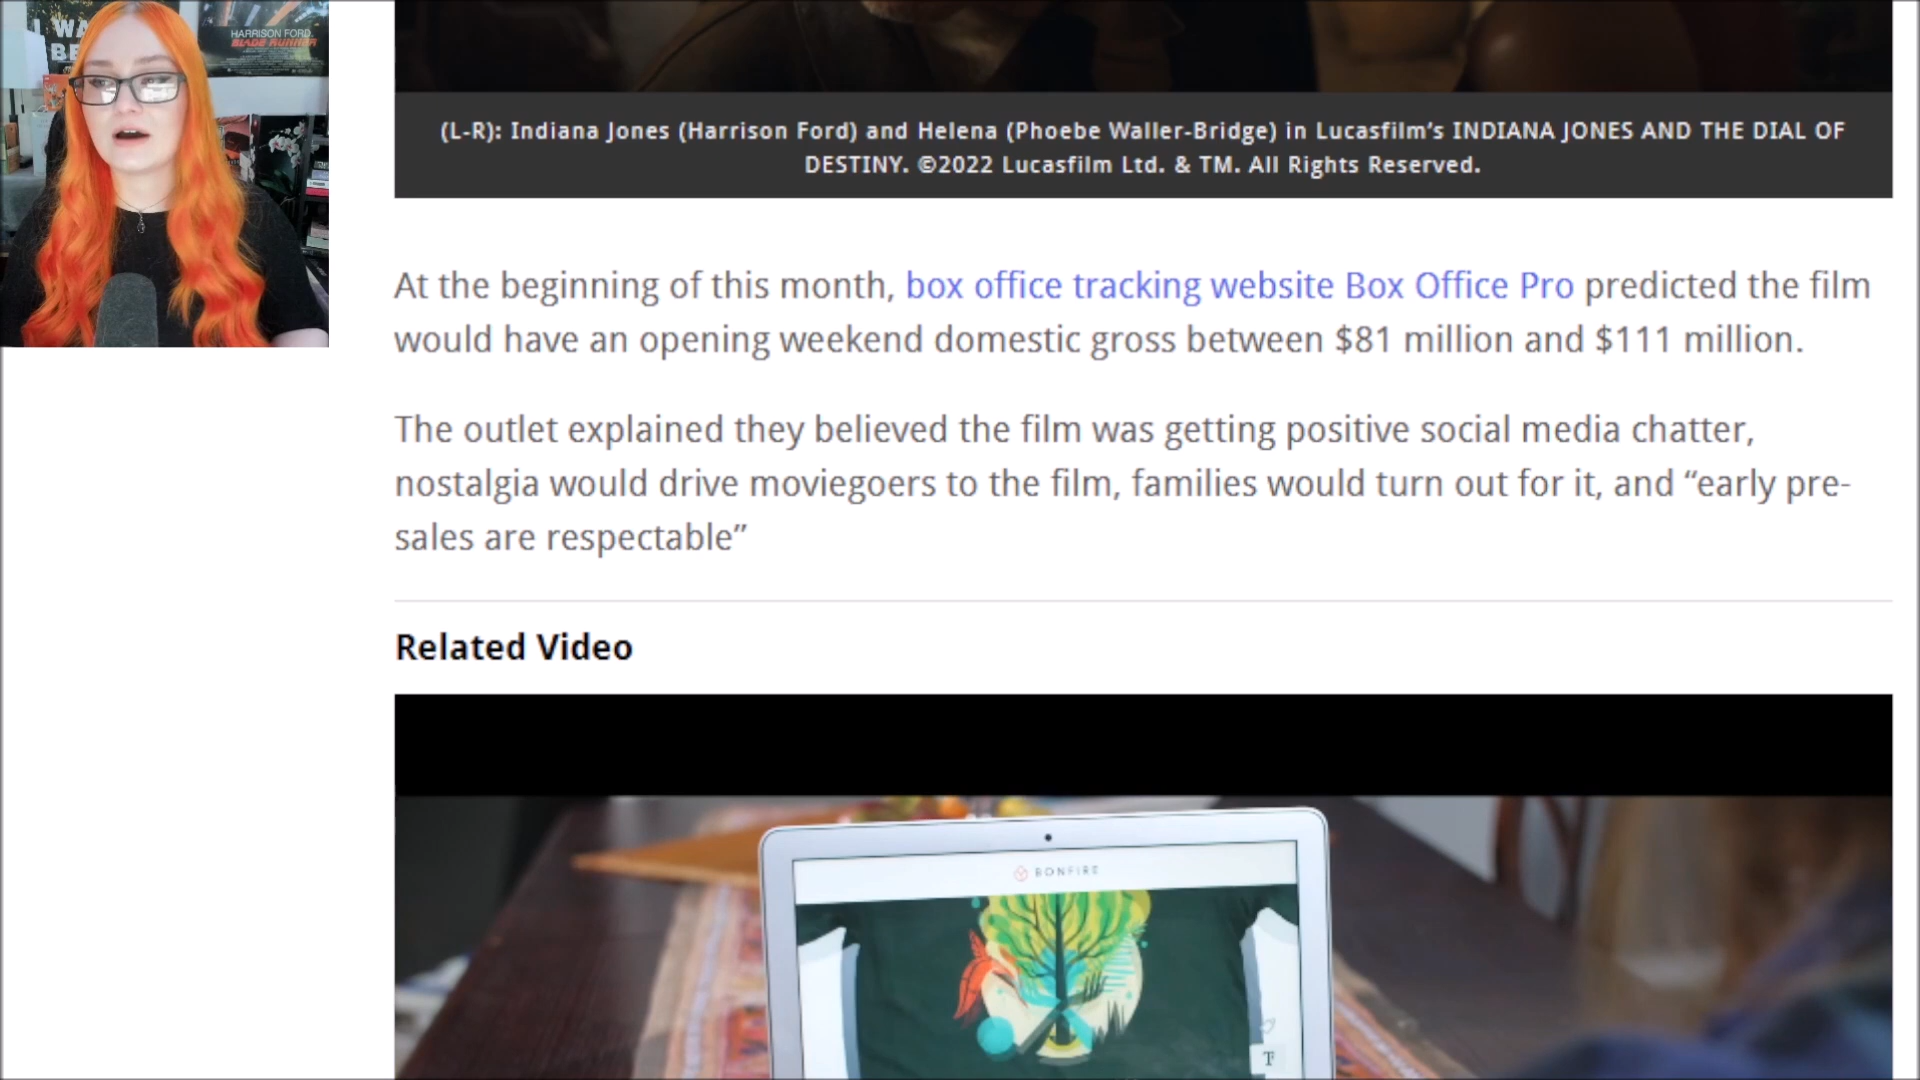 I WA
BE
HARRISON FORD
BLADE RUNNER
(L-R): Indiana Jones (Harrison Ford) and Helena (Phoebe Waller-Bridge) in Lucasfilm’s INDIANA JONES AND THE DIAL OF
DESTINY. ©2022 Lucasfilm Ltd. & TM. All Rights Reserved.
At the beginning of this month, box office tracking website Box Office Pro predicted the film
would have an opening weekend domestic gross between $81 million and $111 million.
The outlet explained they believed the film was getting positive social media chatter,
nostalgia would drive moviegoers to the film, families would turn out for it, and “early pre-
sales are respectable”
Related Video
BONFIRE
T